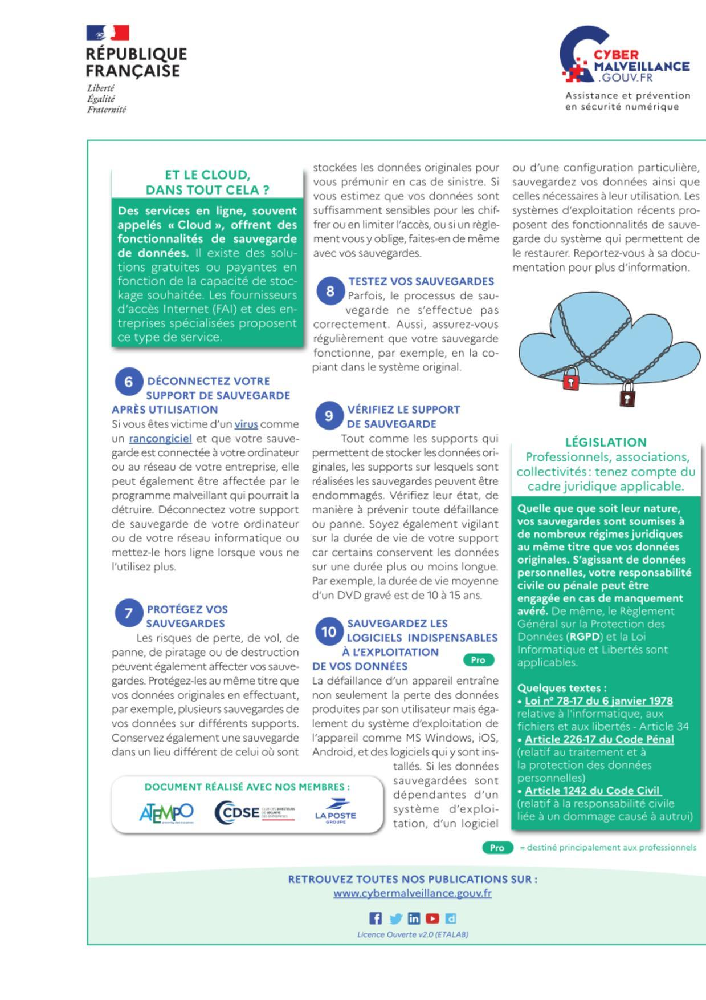 RÉPUBLIQUE
FRANÇAISE
Liberté
Égalité
Fraternité
CYBER
MALVEILLANCE
.GOUV.FR
Assistance et prévention
en sécurité numérique
ET LE CLOUD,
DANS TOUT CELA ?
Des services en ligne, souvent
appelés « Cloud », offrent des
fonctionnalités de sauvegarde
de données. Il existe des solu-
tions gratuites ou payantes en
fonction de la capacité de stoc-
kage souhaitée. Les fournisseurs
d'accès Internet (FAI) et des en-
treprises spécialisées proposent
ce type de service.
6 DÉCONNECTEZ VOTRE
SUPPORT DE SAUVEGARDE
APRÈS UTILISATION
Si vous êtes victime d'un virus comme
un rançongiciel et que votre sauve-
garde est connectée à votre ordinateur
ou au réseau de votre entreprise, elle
peut également être affectée par le
programme malveillant qui pourrait la
détruire. Déconnectez votre support
de sauvegarde de votre ordinateur
ou de votre réseau informatique ou
mettez-le hors ligne lorsque vous ne
l'utilisez plus.
7 PROTÉGEZ VOS
SAUVEGARDES
Les risques de perte, de vol, de
panne, de piratage ou de destruction
peuvent également affecter vos sauve-
gardes. Protégez-les au même titre que
vos données originales en effectuant,
par exemple, plusieurs sauvegardes de
vos données sur différents supports.
Conservez également une sauvegarde
dans un lieu différent de celui où sont
stockées les données originales pour
vous prémunir en cas de sinistre. Si
vous estimez que vos données sont
suffisamment sensibles pour les chif-
frer ou en limiter l'accès, ou si un règle-
ment vous y oblige, faites-en de même
avec vos sauvegardes.
8 TESTEZ VOS SAUVEGARDES
Parfois, le processus de sau-
vegarde ne s'effectue pas
correctement. Aussi, assurez-vous
régulièrement que votre sauvegarde
fonctionne, par exemple, en la co-
piant dans le système original.
9 VÉRIFIEZ LE SUPPORT
DE SAUVEGARDE
Tout comme les supports qui
permettent de stocker les données ori-
ginales, les supports sur lesquels sont
réalisées les sauvegardes peuvent être
endommagés. Vérifiez leur état, de
manière à prévenir toute défaillance
ou panne. Soyez également vigilant
sur la durée de vie de votre support
car certains conservent les données
sur une durée plus ou moins longue.
Par exemple, la durée de vie moyenne
d'un DVD gravé est de 10 à 15 ans.
10 SAUVEGARDEZ LES
LOGICIELS INDISPENSABLES
À L'EXPLOITATION
DE VOS DONNÉES
Pro
La défaillance d'un appareil entraîne
non seulement la perte des données
produites par son utilisateur mais éga-
lement du système d'exploitation de
l'appareil comme MS Windows, iOS,
Android, et des logiciels qui y sont ins-
tallés. Si les données
sauvegardées sont
dépendantes d'un
système d'exploi-
tation, d'un logiciel
ou d'une configuration particulière,
sauvegardez vos données ainsi que
celles nécessaires à leur utilisation. Les
systèmes d'exploitation récents pro-
posent des fonctionnalités de sauve-
garde du système qui permettent de
le restaurer. Reportez-vous à sa docu-
mentation pour plus d'information.
LÉGISLATION
Professionnels, associations,
collectivités : tenez compte du
cadre juridique applicable.
Quelle que que soit leur nature,
vos sauvegardes sont soumises à
de nombreux régimes juridiques
au même titre que vos données
originales. S'agissant de données
personnelles, votre responsabilité
civile ou pénale peut être
engagée en cas de manquement
avéré. De même, le Règlement
Général sur la Protection des
Données (RGPD) et la Loi
Informatique et Libertés sont
applicables.
Quelques textes :
• Loi nº 78-17 du 6 janvier 1978
relative à l'informatique, aux
fichiers et aux libertés - Article 34
• Article 226-17 du Code Pénal
(relatif au traitement et à
la protection des données
personnelles)
• Article 1242 du Code Civil
(relatif à la responsabilité civile
liée à un dommage causé à autrui)
DOCUMENT RÉALISÉ AVEC NOS MEMBRES :
ATEMPO
CDSE
CLUB DES DIRECTEURS
DE SÉCURITÉ
DES ENTREPRISES
LA POSTE
GROUPE
Pro = destiné principalement aux professionnels
RETROUVEZ TOUTES NOS PUBLICATIONS SUR :
www.cybermalveillance.gouv.fr
Licence Ouverte v2.0 (ETALAB)